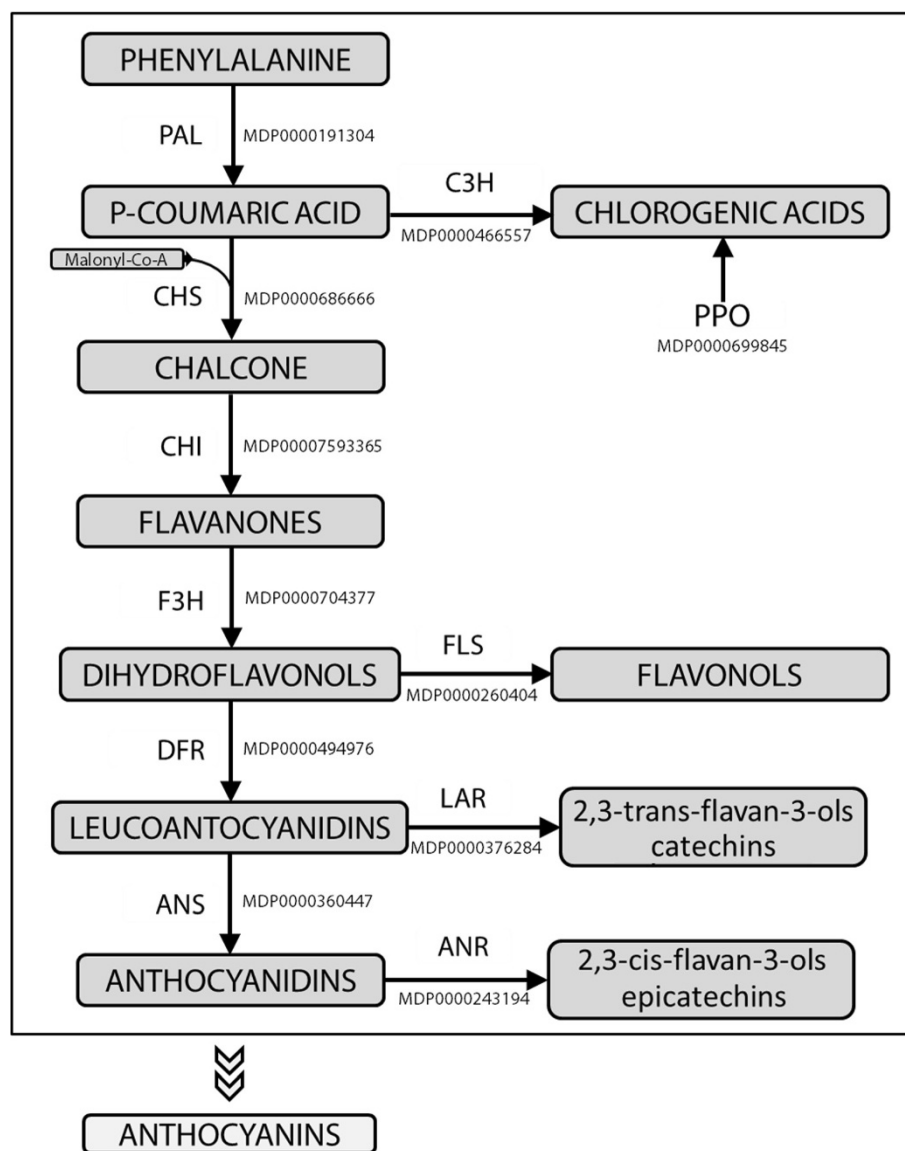 PHENYLALANINE
PAL MDP0000191304
C3H
P-COUMARIC ACID CHLOROGENIC ACIDS
MDP0000466557
Malonyl-Co-A
CHS MDP0000686666
PPO
MDP0000699845
CHALCONE
CHI MDP00007593365
FLAVANONES
F3H MDP0000704377
FLS
DIHYDROFLAVONOLS FLAVONOLS
MDP0000260404
DFR MDP0000494976
LAR
LEUCOANTOCYANIDINS 2,3-trans-flavan-3-ols
catechins
MDP0000376284
ANS MDP0000360447
ANR
ANTHOCYANIDINS 2,3-cis-flavan-3-ols
epicatechins
MDP0000243194
ANTHOCYANINS